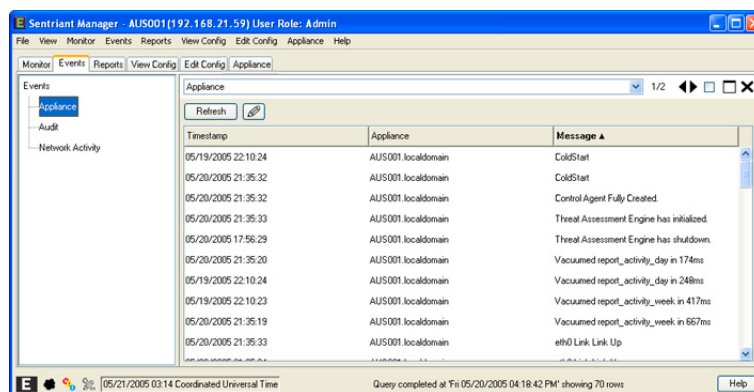 E Sentriant Manager - AUS001(192.168.21.59) User Role: Admin
File View Monitor Events Reports View Config Edit Config Appliance Help
Monitor Events Reports View Config Edit Config Appliance
Events Appliance 1/2
Appliance
Audit
Network Activity
Refresh
Timestamp Appliance Message ▲
05/19/2005 22:10:24 AUS001.localdomain ColdStart
05/20/2005 21:35:32 AUS001.localdomain ColdStart
05/20/2005 21:35:32 AUS001.localdomain Control Agent Fully Created.
05/20/2005 21:35:33 AUS001.localdomain Threat Assessment Engine has initialized.
05/20/2005 17:56:29 AUS001.localdomain Threat Assessment Engine has shutdown.
05/20/2005 21:35:20 AUS001.localdomain Vacuumed report_activity_day in 174ms
05/19/2005 22:10:24 AUS001.localdomain Vacuumed report_activity_day in 248ms
05/19/2005 22:10:23 AUS001.localdomain Vacuumed report_activity_week in 417ms
05/20/2005 21:35:19 AUS001.localdomain Vacuumed report_activity_week in 667ms
05/20/2005 21:35:33 AUS001.localdomain eth0 Link Link Up
E 05/21/2005 03:14 Coordinated Universal Time Query completed at 'Fri 05/20/2005 04:18:42 PM' showing 70 rows Help